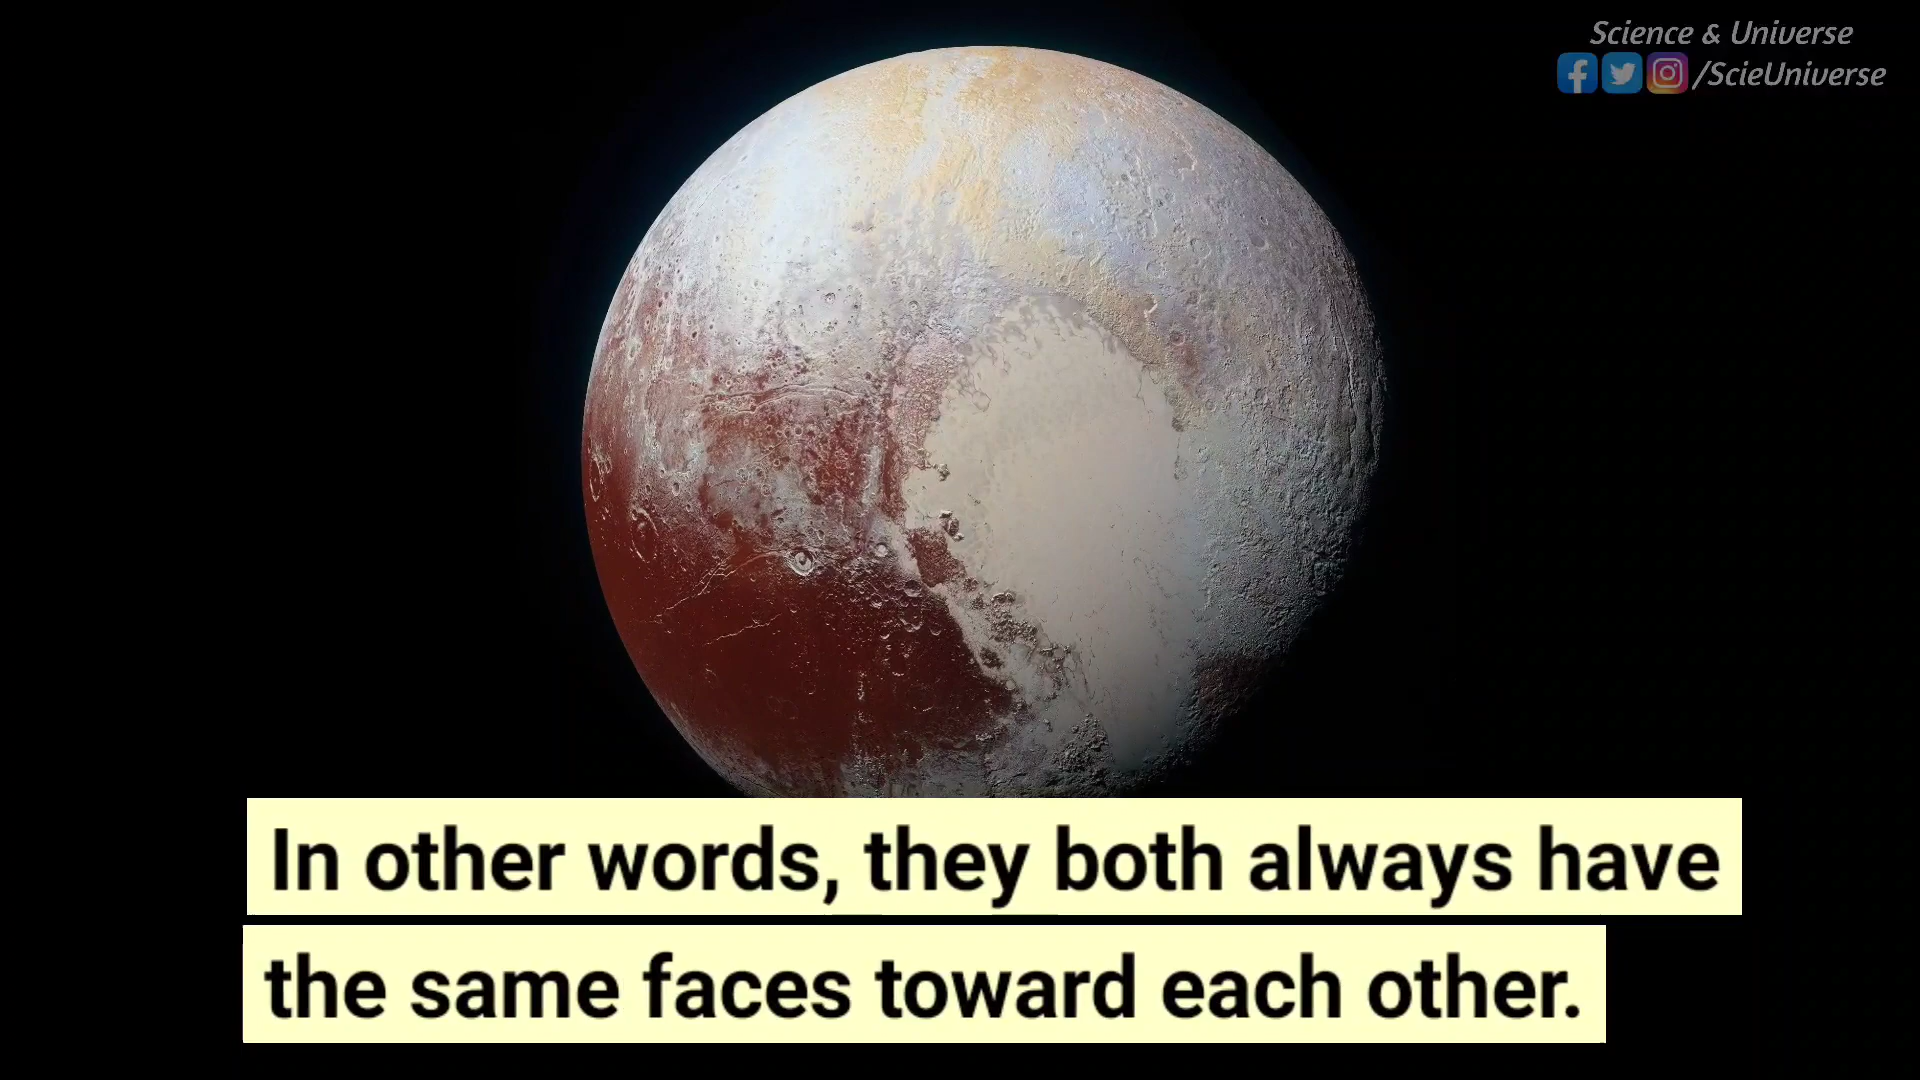 Science & Universe
/ScieUniverse
In other words, they both always have
the same faces toward each other.